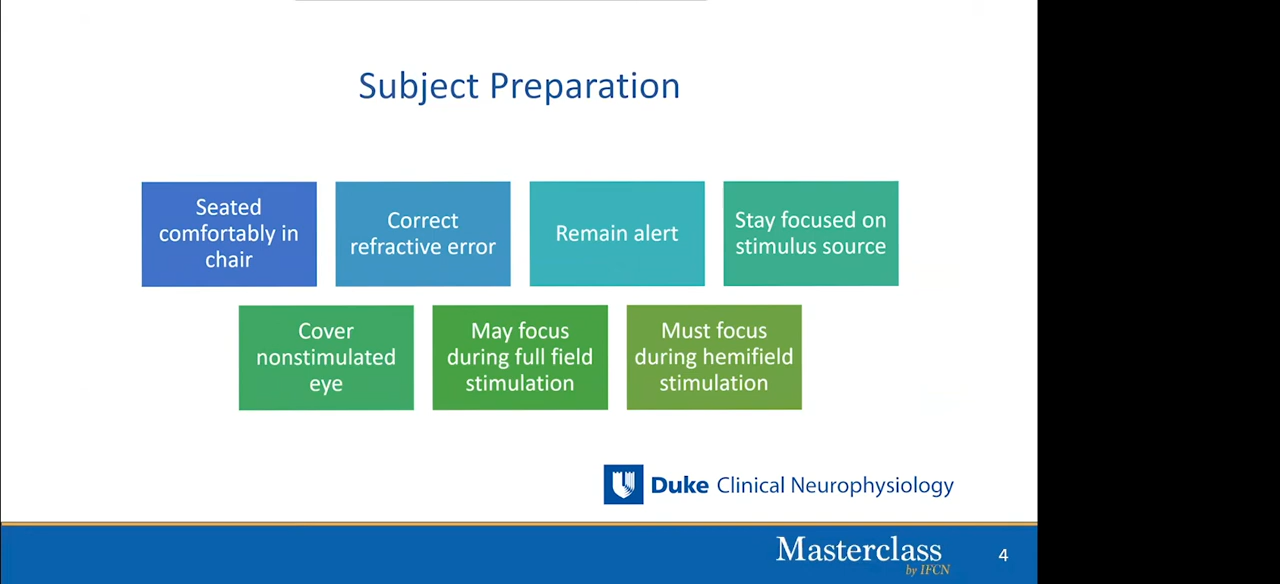 Subject Preparation
Seated
comfortably in
chair
Correct
refractive error
Remain alert
Stay focused on
stimulus source
Cover
nonstimulated
eye
May focus
during full field
stimulation
Must focus
during hemifield
stimulation
Duke Clinical Neurophysiology
Masterclass
by IFCN
4